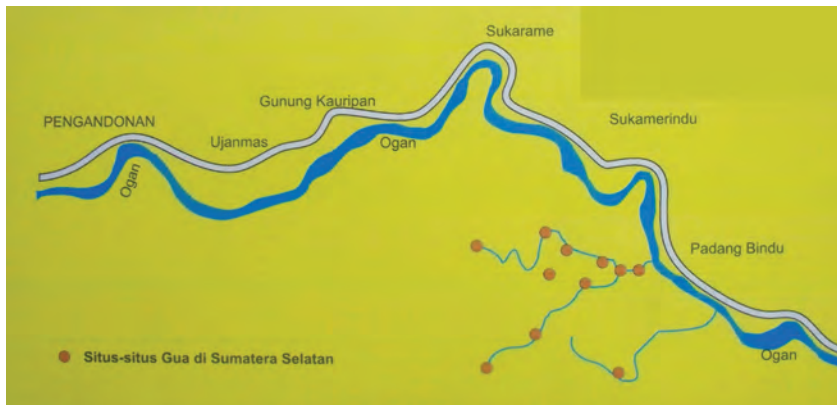 Sukarame
Gunung Kauripan
PENGANDONAN
Sukamerindu
Ujanmas
Ogan
Ogan
Padang Bindu
Situs-situs Gua di Sumatera Selatan
Ogan